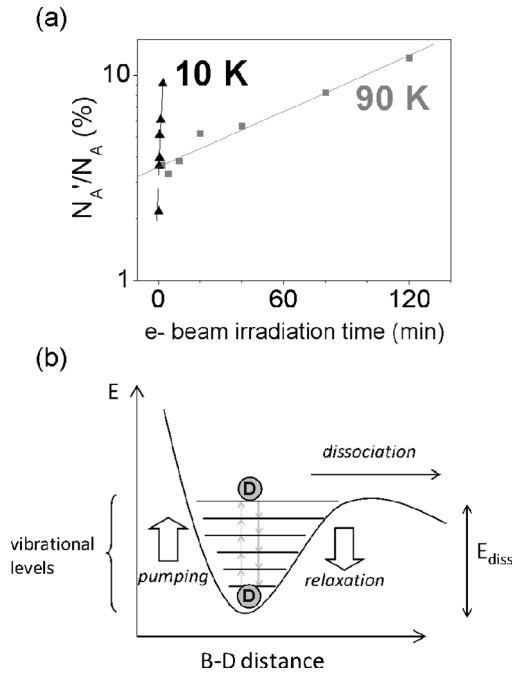 (a)
10
10 K
90 K
1
N_A'/N_A (%)
0 60 120
e- beam irradiation time (min)
(b)
E
dissociation
D
vibrational
levels
pumping
relaxation
E_diss
D
B-D distance